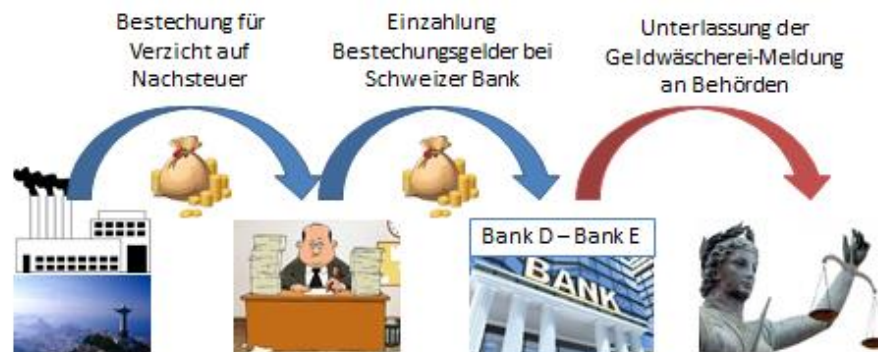 Bestechung für
Verzicht auf
Nachsteuer
Einzahlung
Bestechungsgelder bei
Schweizer Bank
Unterlassung der
Geldwäscherei-Meldung
an Behörden
Bank D – Bank E
BANK